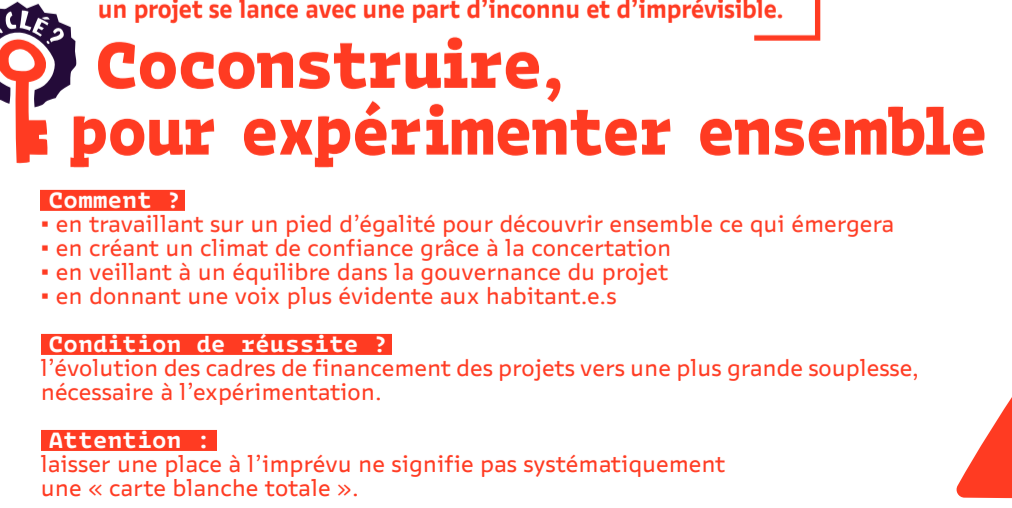 un projet se lance avec une part d’inconnu et d’imprévisible.
CLÉ ?
Coconstruire,
pour expérimenter ensemble
Comment ?
▪ en travaillant sur un pied d’égalité pour découvrir ensemble ce qui émergera
▪ en créant un climat de confiance grâce à la concertation
▪ en veillant à un équilibre dans la gouvernance du projet
▪ en donnant une voix plus évidente aux habitant.e.s
Condition de réussite ?
l’évolution des cadres de financement des projets vers une plus grande souplesse,
nécessaire à l’expérimentation.
Attention :
laisser une place à l’imprévu ne signifie pas systématiquement
une « carte blanche totale ».